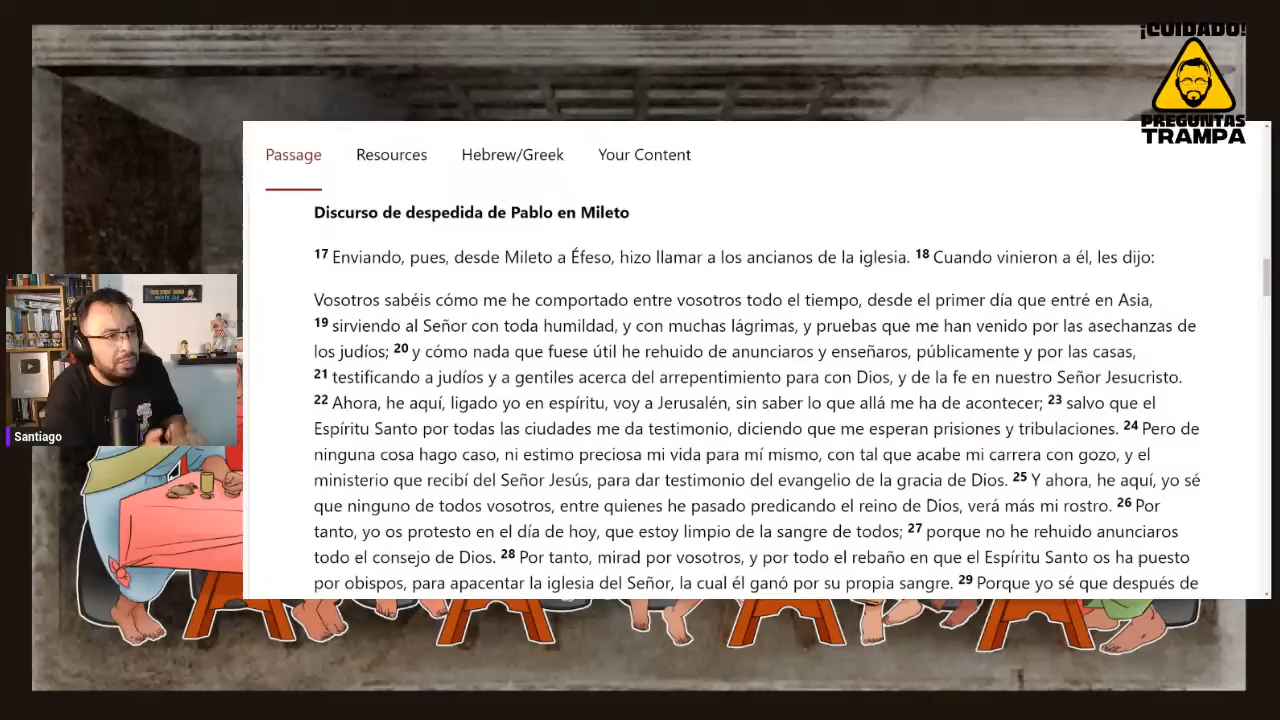 ¡CUIDADO!
PREGUNTAS
TRAMPA
Passage Resources Hebrew/Greek Your Content
Discurso de despedida de Pablo en Mileto
17 Enviando, pues, desde Mileto a Éfeso, hizo llamar a los ancianos de la iglesia. 18 Cuando vinieron a él, les dijo:
Vosotros sabéis cómo me he comportado entre vosotros todo el tiempo, desde el primer día que entré en Asia,
19 sirviendo al Señor con toda humildad, y con muchas lágrimas, y pruebas que me han venido por las asechanzas de
los judíos; 20 y cómo nada que fuese útil he rehuido de anunciaros y enseñaros, públicamente y por las casas,
21 testificando a judíos y a gentiles acerca del arrepentimiento para con Dios, y de la fe en nuestro Señor Jesucristo.
22 Ahora, he aquí, ligado yo en espíritu, voy a Jerusalén, sin saber lo que allá me ha de acontecer; 23 salvo que el
Espíritu Santo por todas las ciudades me da testimonio, diciendo que me esperan prisiones y tribulaciones. 24 Pero de
ninguna cosa hago caso, ni estimo preciosa mi vida para mí mismo, con tal que acabe mi carrera con gozo, y el
ministerio que recibí del Señor Jesús, para dar testimonio del evangelio de la gracia de Dios. 25 Y ahora, he aquí, yo sé
que ninguno de todos vosotros, entre quienes he pasado predicando el reino de Dios, verá más mi rostro. 26 Por
tanto, yo os protesto en el día de hoy, que estoy limpio de la sangre de todos; 27 porque no he rehuido anunciaros
todo el consejo de Dios. 28 Por tanto, mirad por vosotros, y por todo el rebaño en que el Espíritu Santo os ha puesto
por obispos, para apacentar la iglesia del Señor, la cual él ganó por su propia sangre. 29 Porque yo sé que después de
Santiago